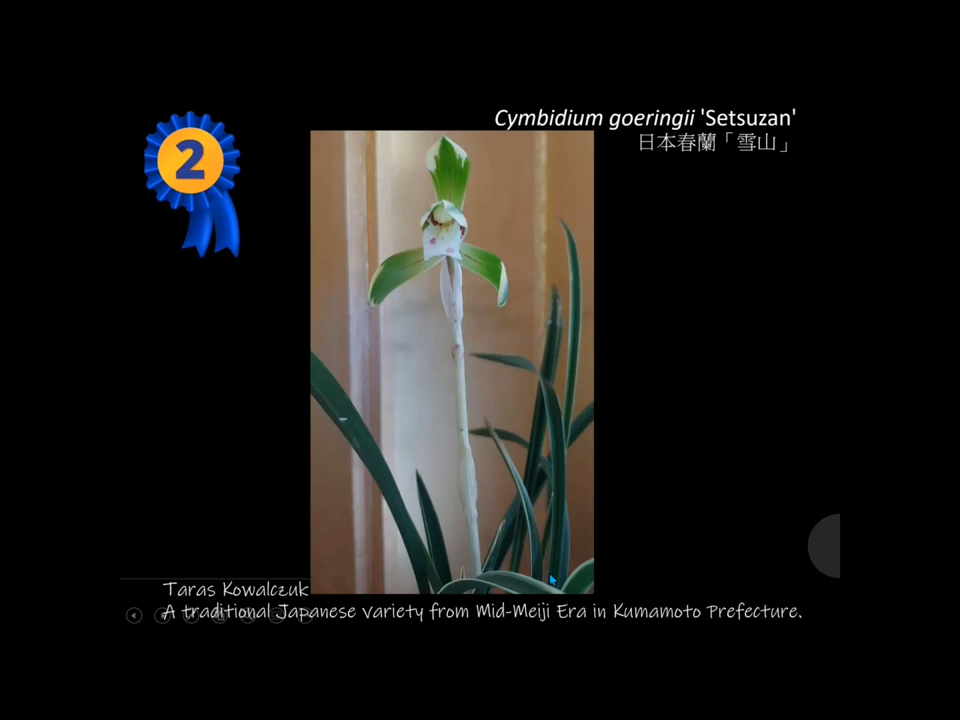 2
Cymbidium goeringii 'Setsuzan'
日本春蘭「雪山」
Taras Kowalczuk
A traditional Japanese variety from Mid-Meiji Era in Kumamoto Prefecture.